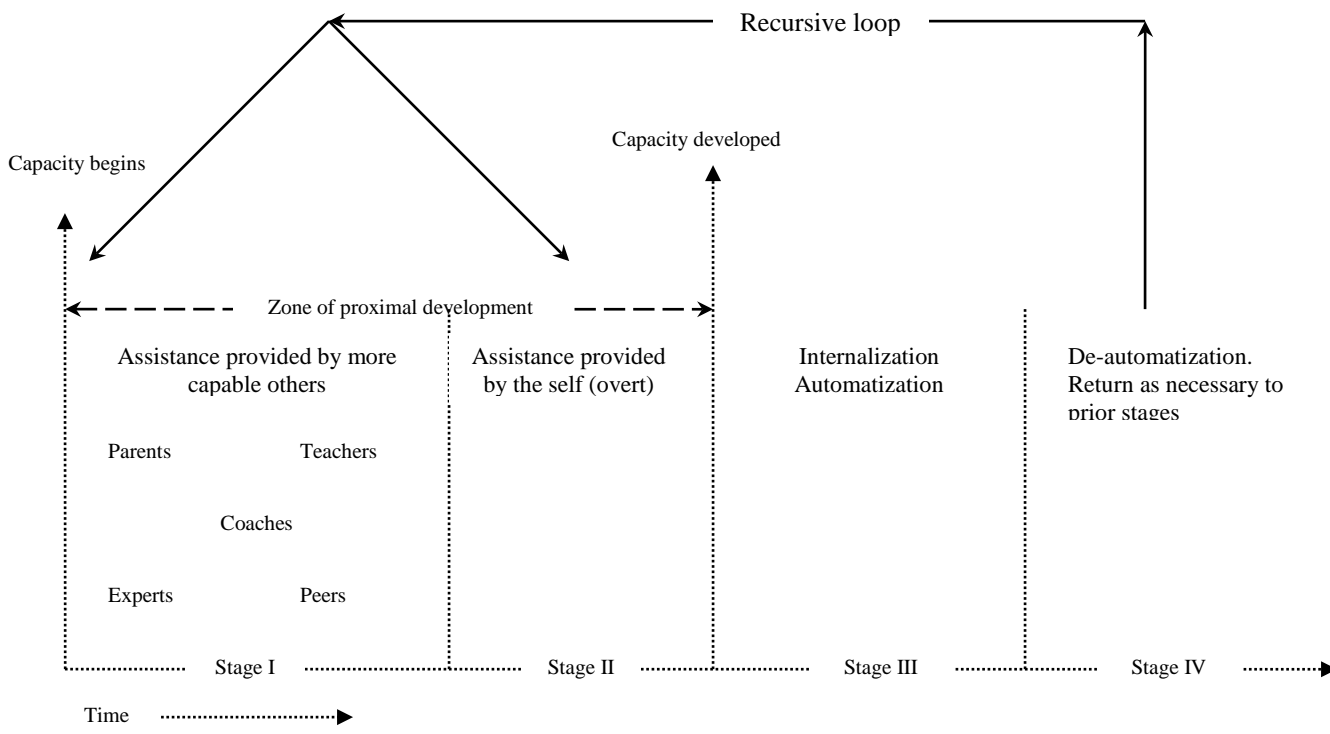 Recursive loop
Capacity developed
Capacity begins
Zone of proximal development
Assistance provided by more
capable others
Assistance provided
by the self (overt)
Internalization
Automatization
De-automatization.
Return as necessary to
prior stages
Parents
Teachers
Coaches
Experts
Peers
Stage I
Stage II
Stage III
Stage IV
Time